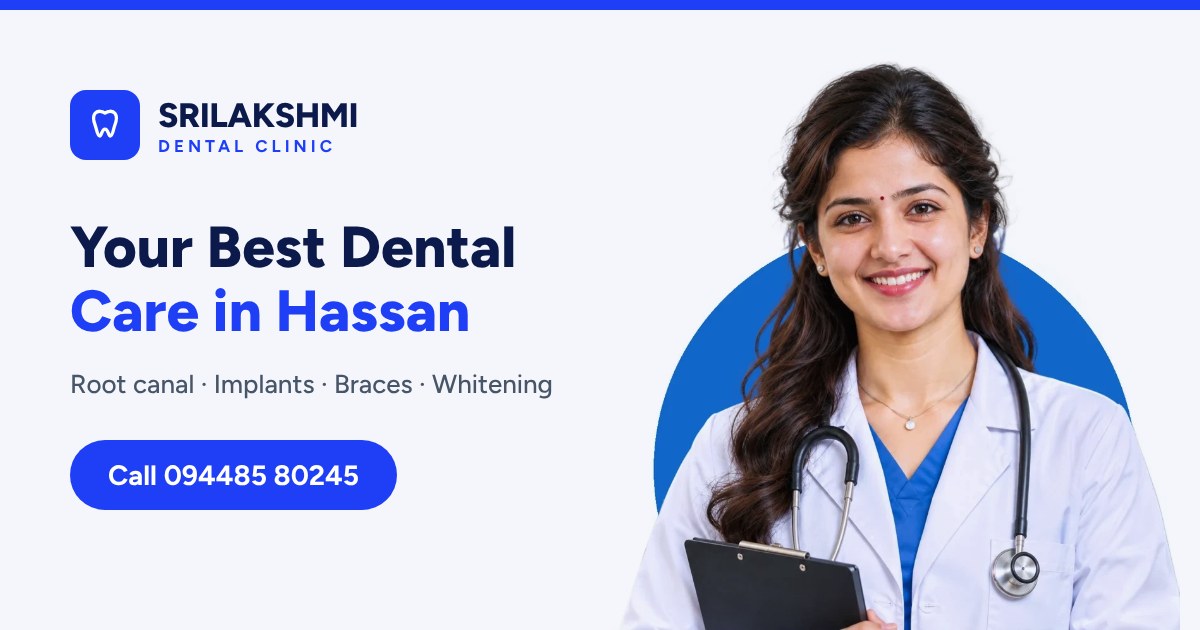 SRILAKSHMI
DENTAL CLINIC
Your Best Dental
Care in Hassan
Root canal · Implants · Braces · Whitening
Call 094485 80245